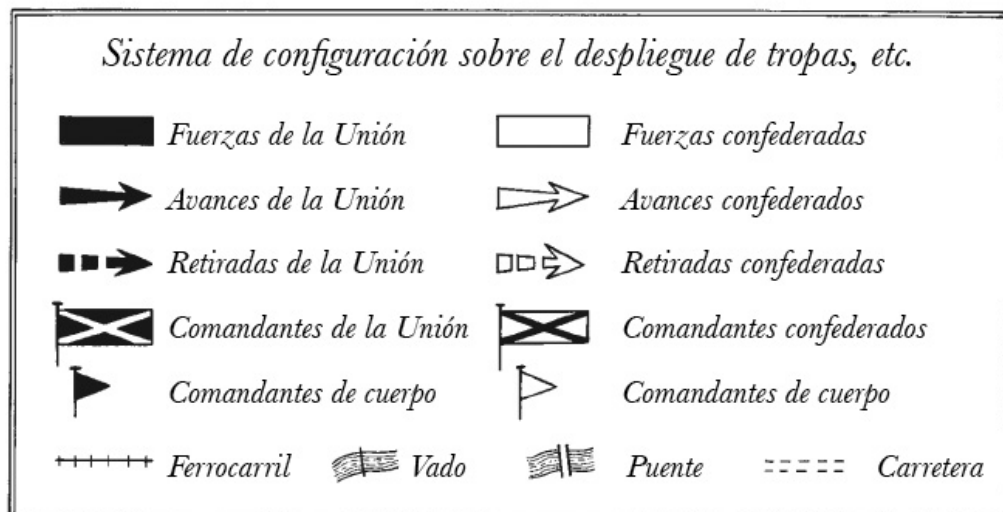 Sistema de configuración sobre el despliegue de tropas, etc.
Fuerzas de la Unión Fuerzas confederadas
Avances de la Unión Avances confederados
Retiradas de la Unión Retiradas confederadas
Comandantes de la Unión Comandantes confederados
Comandantes de cuerpo Comandantes de cuerpo
Ferrocarril Vado Puente Carretera